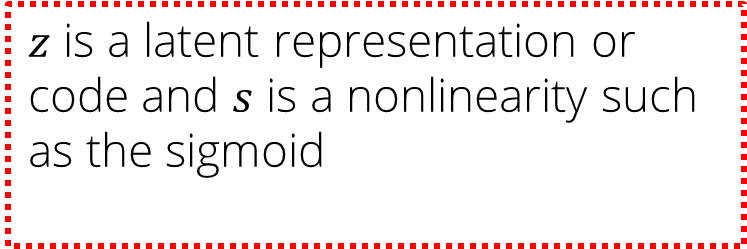 z is a latent representation or
code and s is a nonlinearity such
as the sigmoid